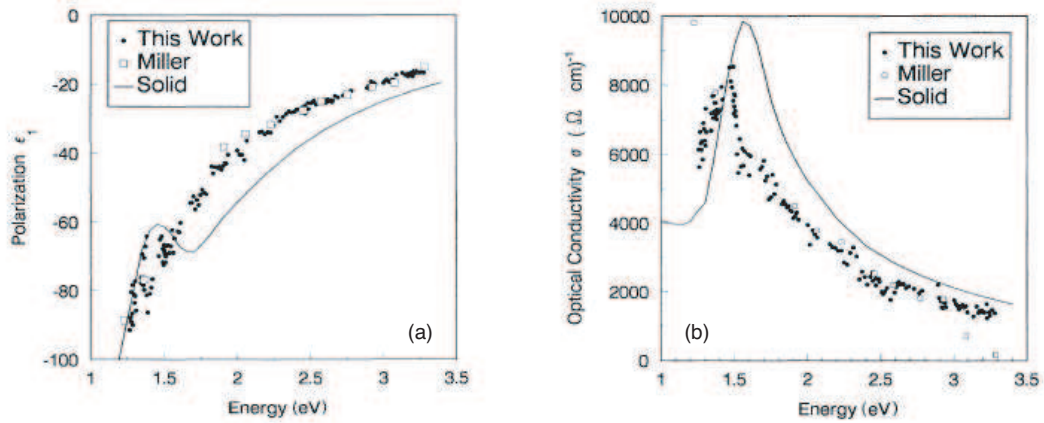 0
-20
-40
-60
-80
-100
Polarization ϵ₁
This Work
Miller
Solid
(a)
1 1.5 2 2.5 3 3.5
Energy (eV)
10000
8000
6000
4000
2000
0
Optical Conductivity σ (Ω cm)⁻¹
This Work
Miller
Solid
(b)
1 1.5 2 2.5 3 3.5
Energy (eV)